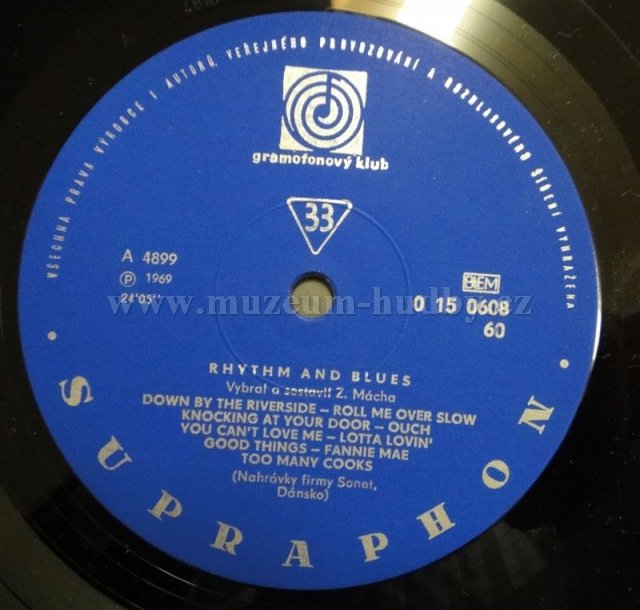 VŠECHNA PRÁVA VÝROBCE I AUTORŮ, VEŘEJNÉHO PROVOZOVÁNÍ A ROZHLASOVÉHO ŠÍŘENÍ VYHRAŽENA
gramofonový klub
33
A 4899
Ⓟ 1969
24'05"
BIEM
0 15 0608
60
www.muzeum-hudby.cz
RHYTHM AND BLUES
Vybral a sestavil Z. Mácha
DOWN BY THE RIVERSIDE – ROLL ME OVER SLOW
KNOCKING AT YOUR DOOR – OUCH
YOU CAN'T LOVE ME – LOTTA LOVIN'
GOOD THINGS – FANNIE MAE
TOO MANY COOKS
(Nahrávky firmy Sonet,
Dánsko)
• SUPRAPHON •